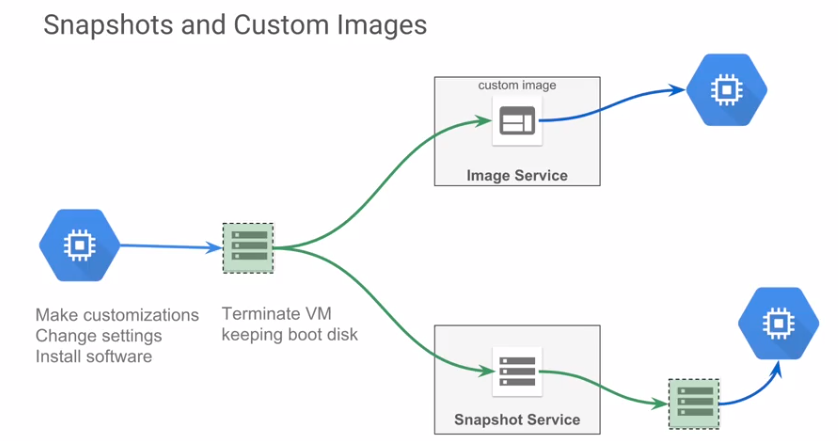 Snapshots and Custom Images
custom image
Image Service
Make customizations
Change settings
Install software
Terminate VM
keeping boot disk
Snapshot Service